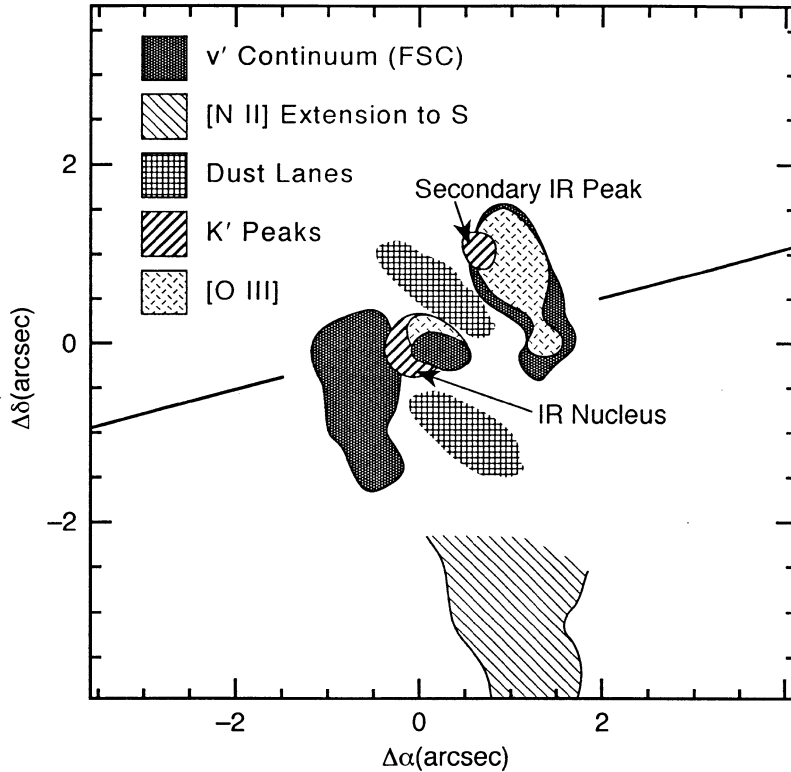 v′ Continuum (FSC)
[N II] Extension to S
Dust Lanes
K′ Peaks
[O III]
Secondary IR Peak
IR Nucleus
2
0
−2
Δδ(arcsec)
−2
0
2
Δα(arcsec)